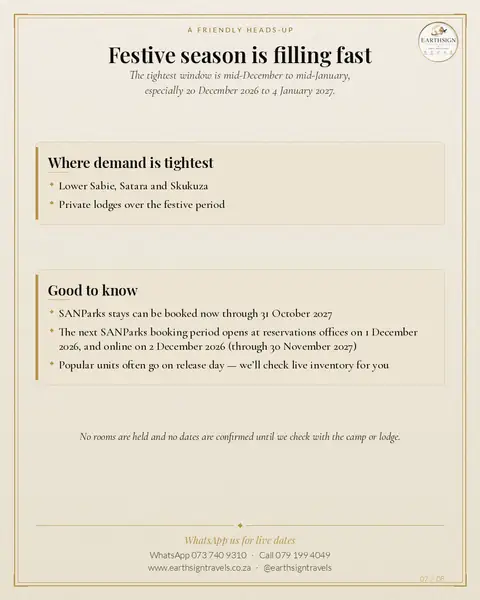 A FRIENDLY HEADS-UP
EARTHSIGN
Festive season is filling fast
The tightest window is mid-December to mid-January,
especially 20 December 2026 to 4 January 2027.
Where demand is tightest
Lower Sabie, Satara and Skukuza
Private lodges over the festive period
Good to know
SANParks stays can be booked now through 31 October 2027
The next SANParks booking period opens at reservations offices on 1 December
2026, and online on 2 December 2026 (through 30 November 2027)
Popular units often go on release day — we'll check live inventory for you
No rooms are held and no dates are confirmed until we check with the camp or lodge.
WhatsApp us for live dates
WhatsApp 073 740 9310 · Call 079 199 4049
www.earthsigntravels.co.za · @earthsigntravels